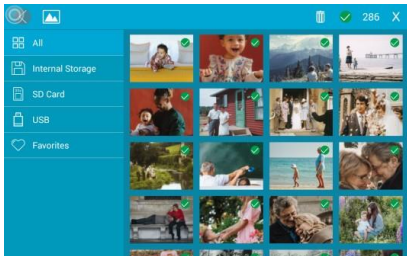 286 X
All
Internal Storage
SD Card
USB
Favorites